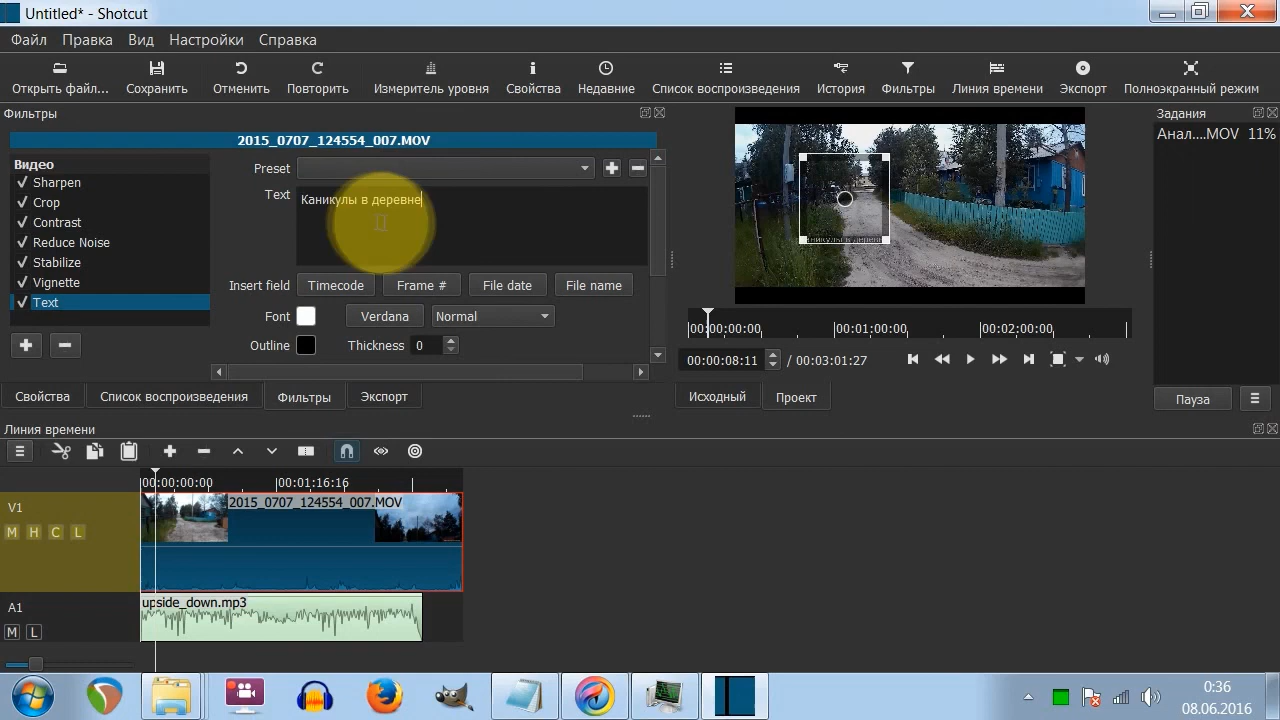 Untitled* - Shotcut
Файл Правка Вид Настройки Справка
Открыть файл... Сохранить Отменить Повторить Измеритель уровня Свойства Недавние Список воспроизведения История Фильтры Линия времени Экспорт Полноэкранный режим
Фильтры
Задания
2015_0707_124554_007.MOV
Анал....MOV 11%
Видео
Sharpen
Crop
Contrast
Reduce Noise
Stabilize
Vignette
Text
Preset
Text
Каникулы в деревне
Insert field Timecode Frame # File date File name
Font Verdana Normal
Outline Thickness 0
00:00:00:00 00:01:00:00 00:02:00:00
00:00:08:11 / 00:03:01:27
Свойства Список воспроизведения Фильтры Экспорт
Исходный Проект
Пауза
Линия времени
00:00:00:00 00:01:16:16
V1
2015_0707_124554_007.MOV
M H C L
A1
upside_down.mp3
M L
0:36
08.06.2016